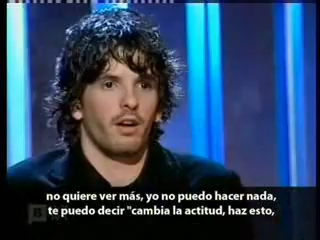 no quiere ver más, yo no puedo hacer nada,
te puedo decir "cambia la actitud, haz esto,